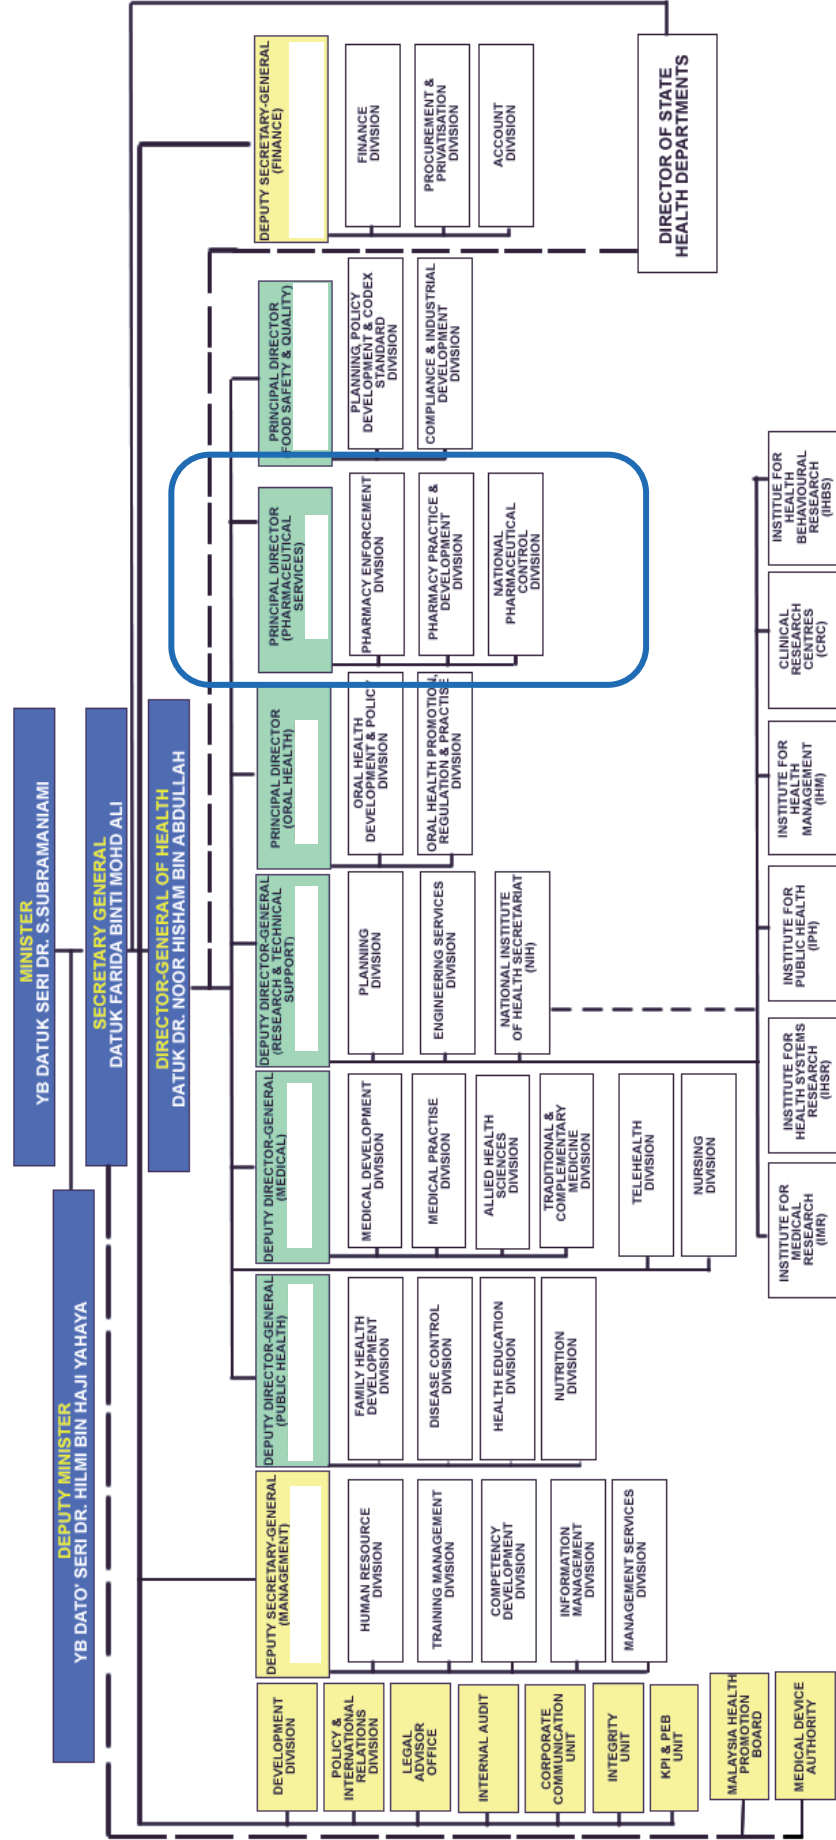 MINISTER
YB DATUK SERI DR. S.SUBRAMANIAMI
DEPUTY MINISTER
YB DATO' SERI DR. HILMI BIN HAJI YAHAYA
SECRETARY GENERAL
DATUK FARIDA BINTI MOHD ALI
DIRECTOR-GENERAL OF HEALTH
DATUK DR. NOOR HISHAM BIN ABDULLAH
DEVELOPMENT
DIVISION
POLICY &
INTERNATIONAL
RELATIONS
DIVISION
LEGAL
ADVISOR
OFFICE
INTERNAL AUDIT
CORPORATE
COMMUNICATION
UNIT
INTEGRITY
UNIT
KPI & PEB
UNIT
MALAYSIA HEALTH
PROMOTION
BOARD
MEDICAL DEVICE
AUTHORITY
DEPUTY SECRETARY-GENERAL
(MANAGEMENT)
HUMAN RESOURCE
DIVISION
TRAINING MANAGEMENT
DIVISION
COMPETENCY
DEVELOPMENT
DIVISION
INFORMATION
MANAGEMENT
DIVISION
MANAGEMENT SERVICES
DIVISION
DEPUTY DIRECTOR-GENERAL
(PUBLIC HEALTH)
FAMILY HEALTH
DEVELOPMENT
DIVISION
DISEASE CONTROL
DIVISION
HEALTH EDUCATION
DIVISION
NUTRITION
DIVISION
DEPUTY DIRECTOR-GENERAL
(MEDICAL)
MEDICAL DEVELOPMENT
DIVISION
MEDICAL PRACTISE
DIVISION
ALLIED HEALTH
SCIENCES
DIVISION
TRADITIONAL &
COMPLEMENTARY
MEDICINE
DIVISION
TELEHEALTH
DIVISION
NURSING
DIVISION
DEPUTY DIRECTOR-GENERAL
(RESEARCH & TECHNICAL
SUPPORT)
PLANNING
DIVISION
ENGINEERING SERVICES
DIVISION
NATIONAL INSTITUTE
OF HEALTH SECRETARIAT
(NIH)
PRINCIPAL DIRECTOR
(ORAL HEALTH)
ORAL HEALTH
DEVELOPMENT & POLICY
DIVISION
ORAL HEALTH PROMOTION,
REGULATION & PRACTISE
DIVISION
PRINCIPAL DIRECTOR
(PHARMACEUTICAL
SERVICES)
PHARMACY ENFORCEMENT
DIVISION
PHARMACY PRACTICE &
DEVELOPMENT
DIVISION
NATIONAL
PHARMACEUTICAL
CONTROL
DIVISION
PRINCIPAL DIRECTOR
(FOOD SAFETY & QUALITY)
PLANNING, POLICY
DEVELOPMENT & CODEX
STANDARD
DIVISION
COMPLIANCE & INDUSTRIAL
DEVELOPMENT
DIVISION
DEPUTY SECRETARY-GENERAL
(FINANCE)
FINANCE
DIVISION
PROCUREMENT &
PRIVATISATION
DIVISION
ACCOUNT
DIVISION
DIRECTOR OF STATE
HEALTH DEPARTMENTS
INSTITUTE FOR
MEDICAL
RESEARCH
(IMR)
INSTITUTE FOR
HEALTH SYSTEMS
RESEARCH
(IHSR)
INSTITUTE FOR
PUBLIC HEALTH
(IPH)
INSTITUTE FOR
HEALTH
MANAGEMENT
(IHM)
CLINICAL
RESEARCH
CENTRES
(CRC)
INSTITUE FOR
HEALTH
BEHAVIOURAL
RESEARCH
(IHBS)